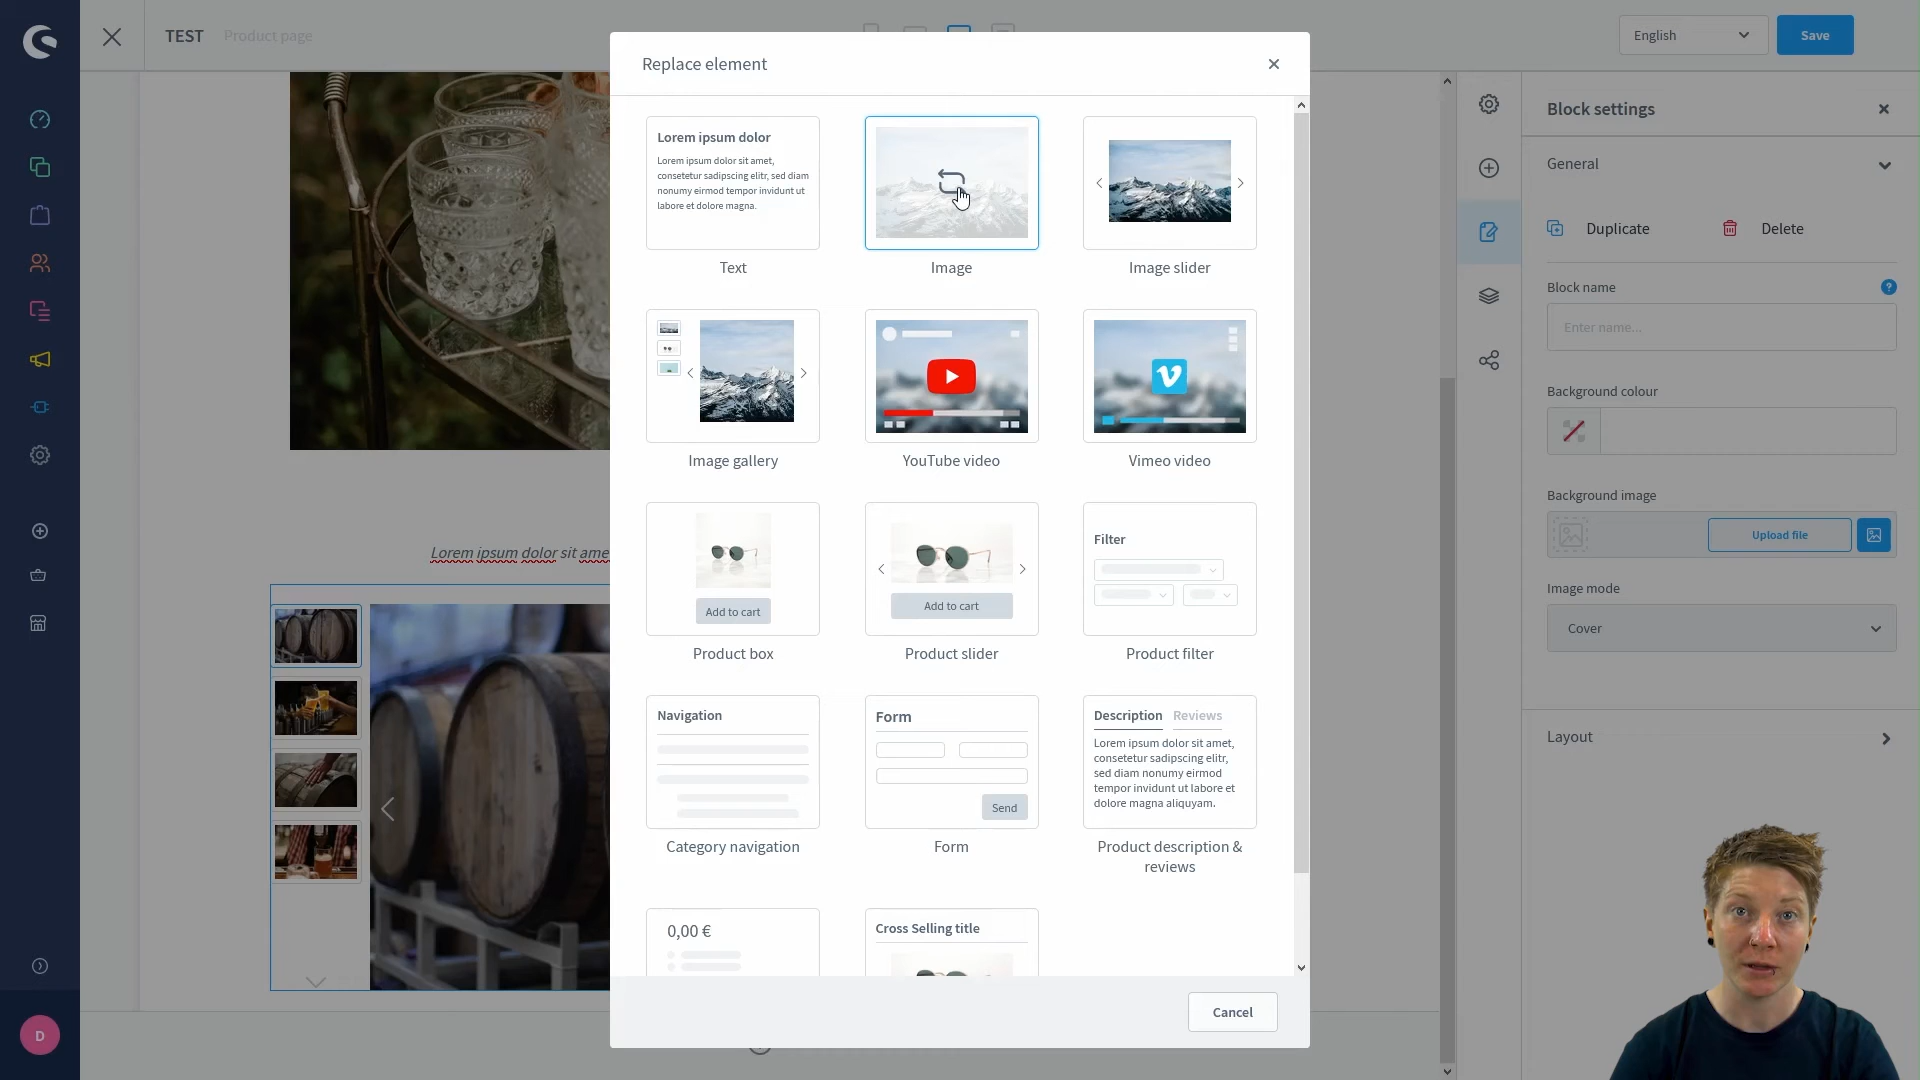 TEST Product page
English
Save
Replace element
Block settings
Lorem ipsum dolor
Lorem ipsum dolor sit amet,
consetetur sadipscing elitr, sed diam
nonumy eirmod tempor invidunt ut
labore et dolore magna.
Text
Image
Image slider
General
Duplicate
Delete
Block name
?
Enter name...
Image gallery
YouTube video
Vimeo video
Background colour
Background image
Upload file
Lorem ipsum dolor sit ame
Add to cart
Product box
Add to cart
Product slider
Filter
Product filter
Image mode
Cover
Navigation
Category navigation
Form
Send
Form
Description Reviews
Lorem ipsum dolor sit amet,
consetetur sadipscing elitr,
sed diam nonumy eirmod
tempor invidunt ut labore et
dolore magna aliquyam.
Product description &
reviews
Layout
0,00 €
Cross Selling title
Cancel
D